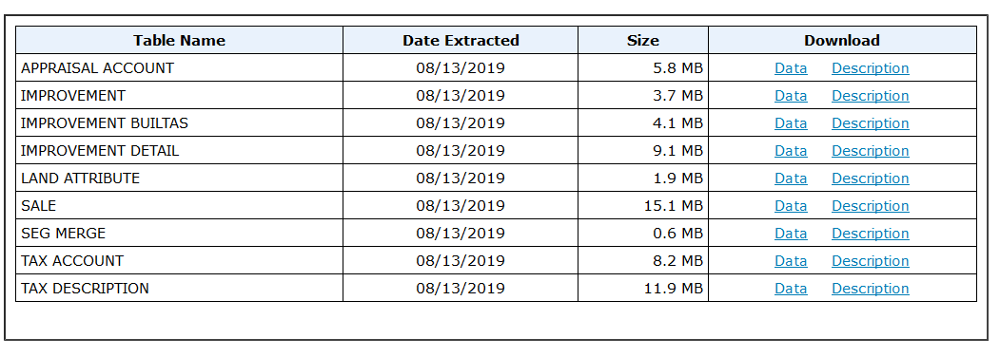 Table Name Date Extracted Size Download
APPRAISAL ACCOUNT 08/13/2019 5.8 MB Data Description
IMPROVEMENT 08/13/2019 3.7 MB Data Description
IMPROVEMENT BUILTAS 08/13/2019 4.1 MB Data Description
IMPROVEMENT DETAIL 08/13/2019 9.1 MB Data Description
LAND ATTRIBUTE 08/13/2019 1.9 MB Data Description
SALE 08/13/2019 15.1 MB Data Description
SEG MERGE 08/13/2019 0.6 MB Data Description
TAX ACCOUNT 08/13/2019 8.2 MB Data Description
TAX DESCRIPTION 08/13/2019 11.9 MB Data Description